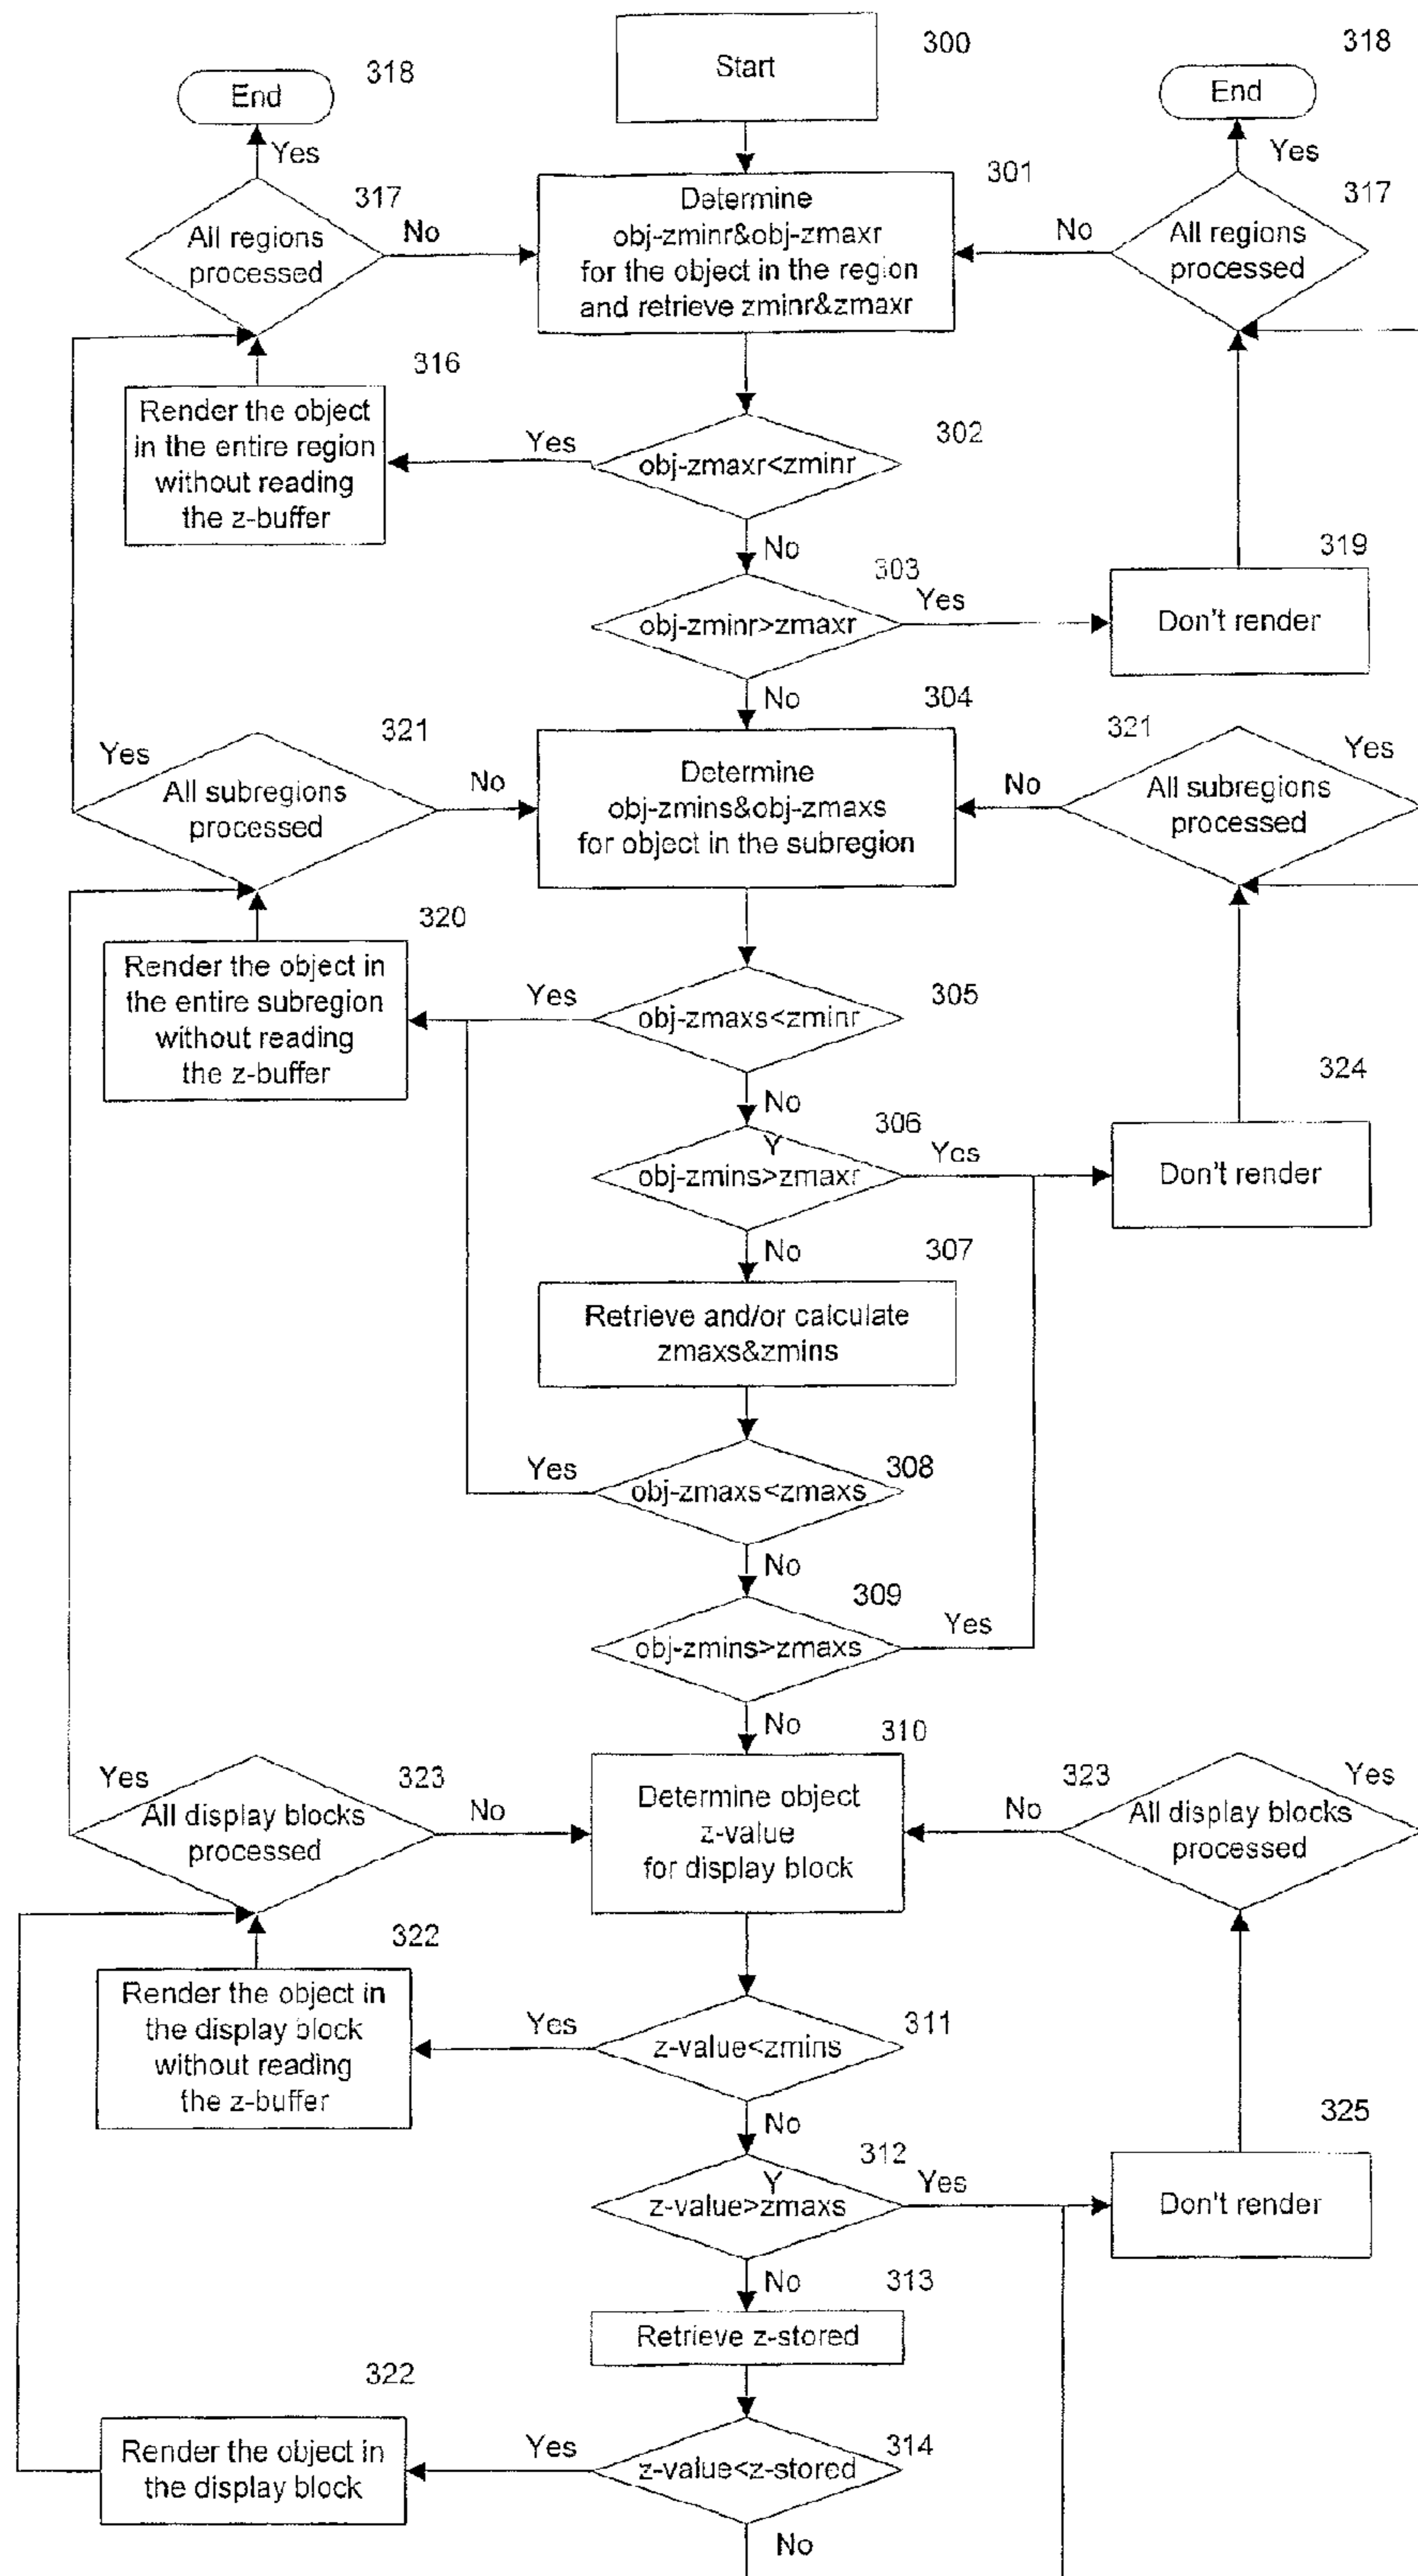 300
Start
318
End
318
End
Yes
Yes
301
317
317
Determine
obj-zminr&obj-zmaxr
for the object in the region
and retrieve zminr&zmaxr
All regions
processed
No
No
All regions
processed
316
Render the object
in the entire region
without reading
the z-buffer
Yes
302
obj-zmaxr<zminr
No
303
obj-zminr>zmaxr
Yes
319
Don't render
No
304
321
321
Yes
Yes
All subregions
processed
No
Determine
obj-zmins&obj-zmaxs
for object in the subregion
No
All subregions
processed
320
Render the object in
the entire subregion
without reading
the z-buffer
Yes
305
obj-zmaxs<zminr
No
324
306
Y
obj-zmins>zmaxr
Yes
Don't render
No
307
Retrieve and/or calculate
zmaxs&zmins
Yes
308
obj-zmaxs<zmaxs
No
309
obj-zmins>zmaxs
Yes
No
310
323
323
Yes
Yes
All display blocks
processed
No
Determine object
z-value
for display block
No
All display blocks
processed
322
Render the object in
the display block
without reading
the z-buffer
Yes
311
z-value<zmins
No
325
312
Y
z-value>zmaxs
Yes
Don't render
No
313
Retrieve z-stored
322
Render the object in
the display block
Yes
314
z-value<z-stored
No